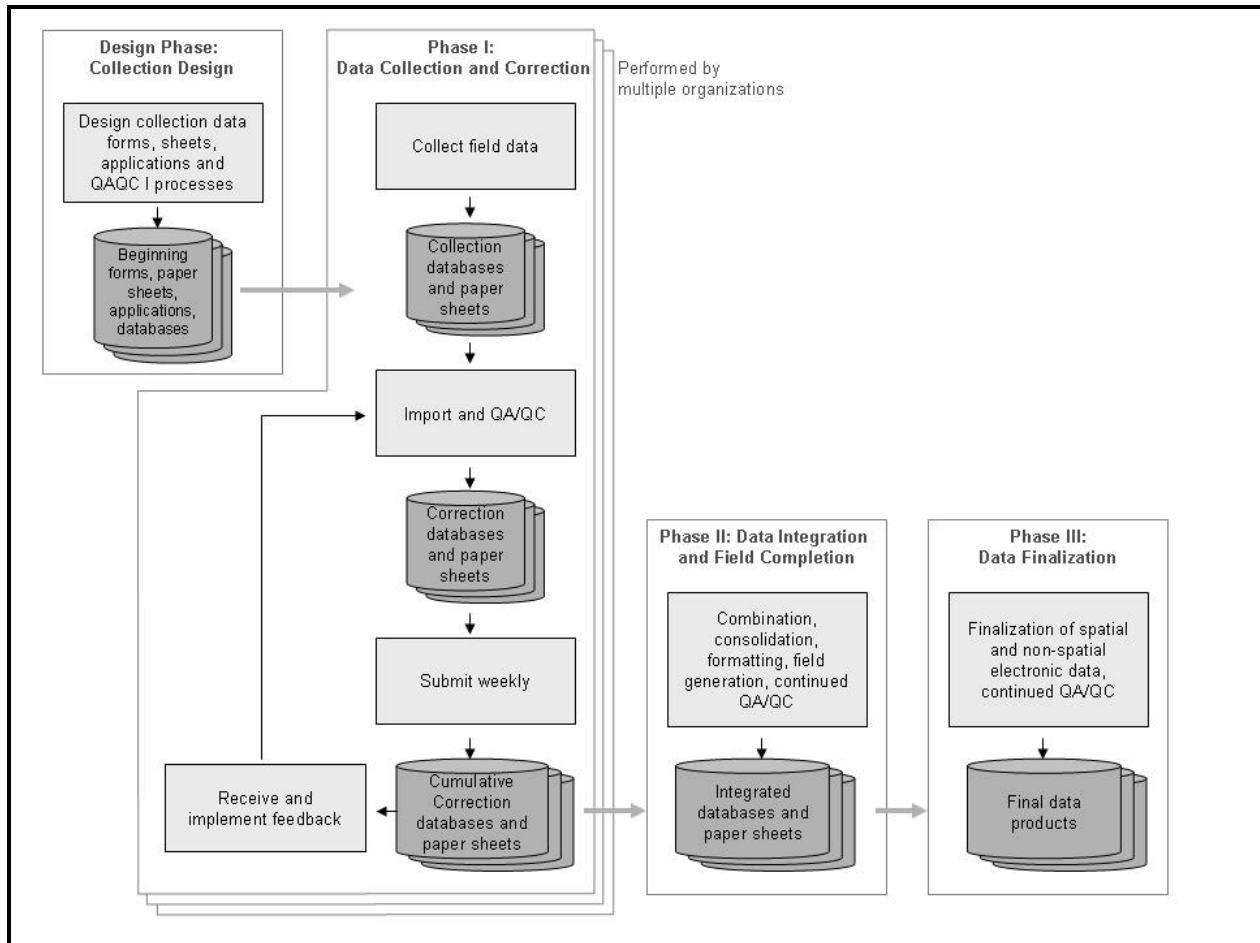 Design Phase:
Collection Design
Design collection data
forms, sheets,
applications and
QAQC I processes
Beginning
forms, paper
sheets,
applications,
databases
Phase I:
Data Collection and Correction
Performed by
multiple organizations
Collect field data
Collection
databases
and paper
sheets
Import and QA/QC
Correction
databases
and paper
sheets
Submit weekly
Cumulative
Correction
databases and
paper sheets
Receive and
implement feedback
Phase II: Data Integration
and Field Completion
Combination,
consolidation,
formatting, field
generation, continued
QA/QC
Integrated
databases and
paper sheets
Phase III:
Data Finalization
Finalization of spatial
and non-spatial
electronic data,
continued QA/QC
Final data
products